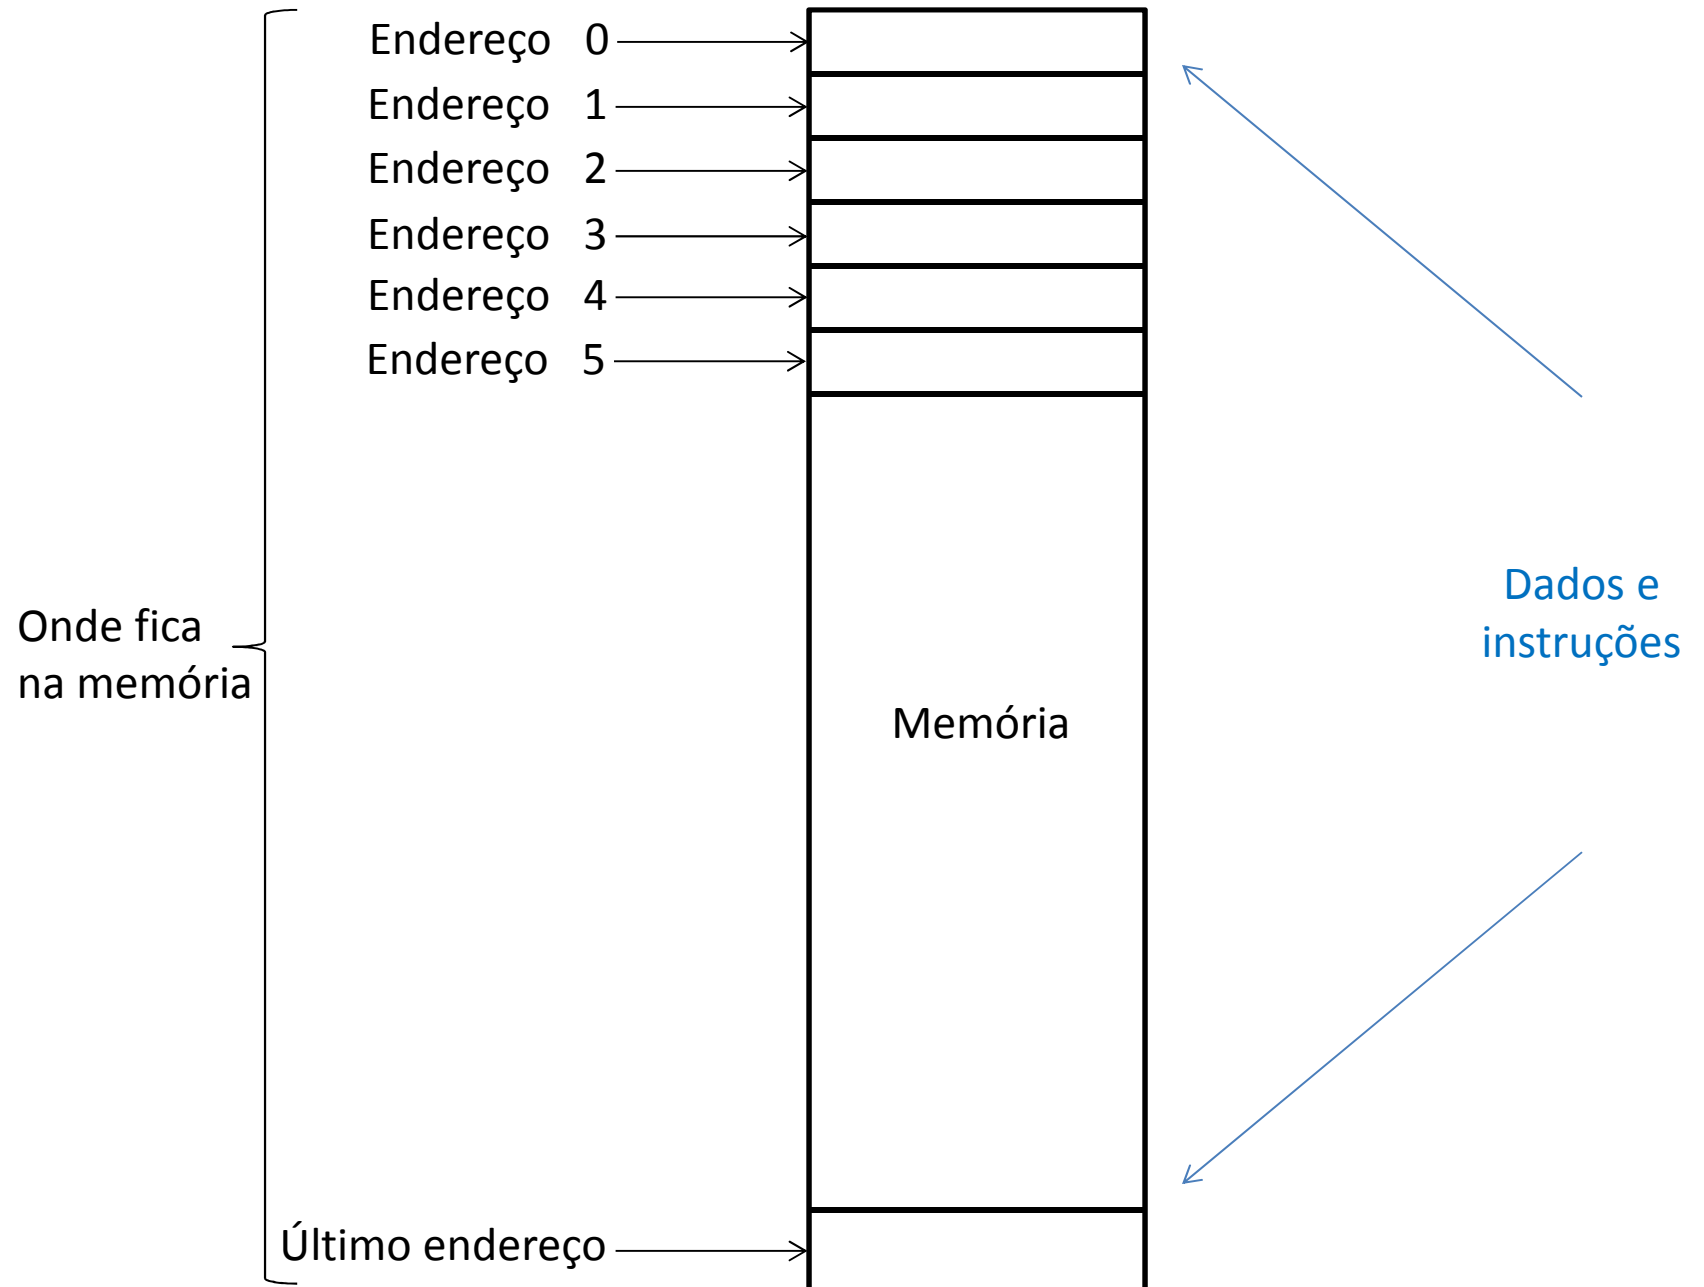 Endereço 0
Endereço 1
Endereço 2
Endereço 3
Endereço 4
Endereço 5
Onde fica
na memória
Memória
Dados e
instruções
Último endereço